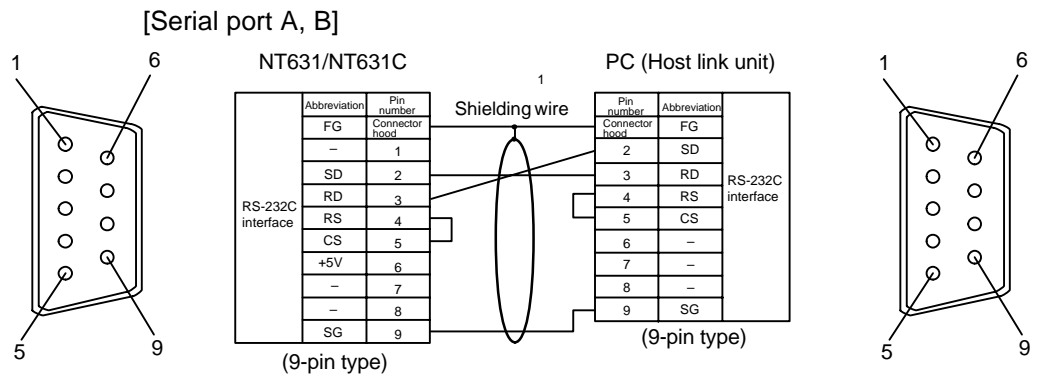 [Serial port A, B]
1
6
5
9
NT631/NT631C
RS-232C
interface
Abbreviation Pin number
FG Connector hood
– 1
SD 2
RD 3
RS 4
CS 5
+5V 6
– 7
– 8
SG 9
(9-pin type)
1
Shielding wire
PC (Host link unit)
Pin number Abbreviation
Connector hood FG
2 SD
3 RD
4 RS
5 CS
6 –
7 –
8 –
9 SG
RS-232C
interface
(9-pin type)
1
6
5
9